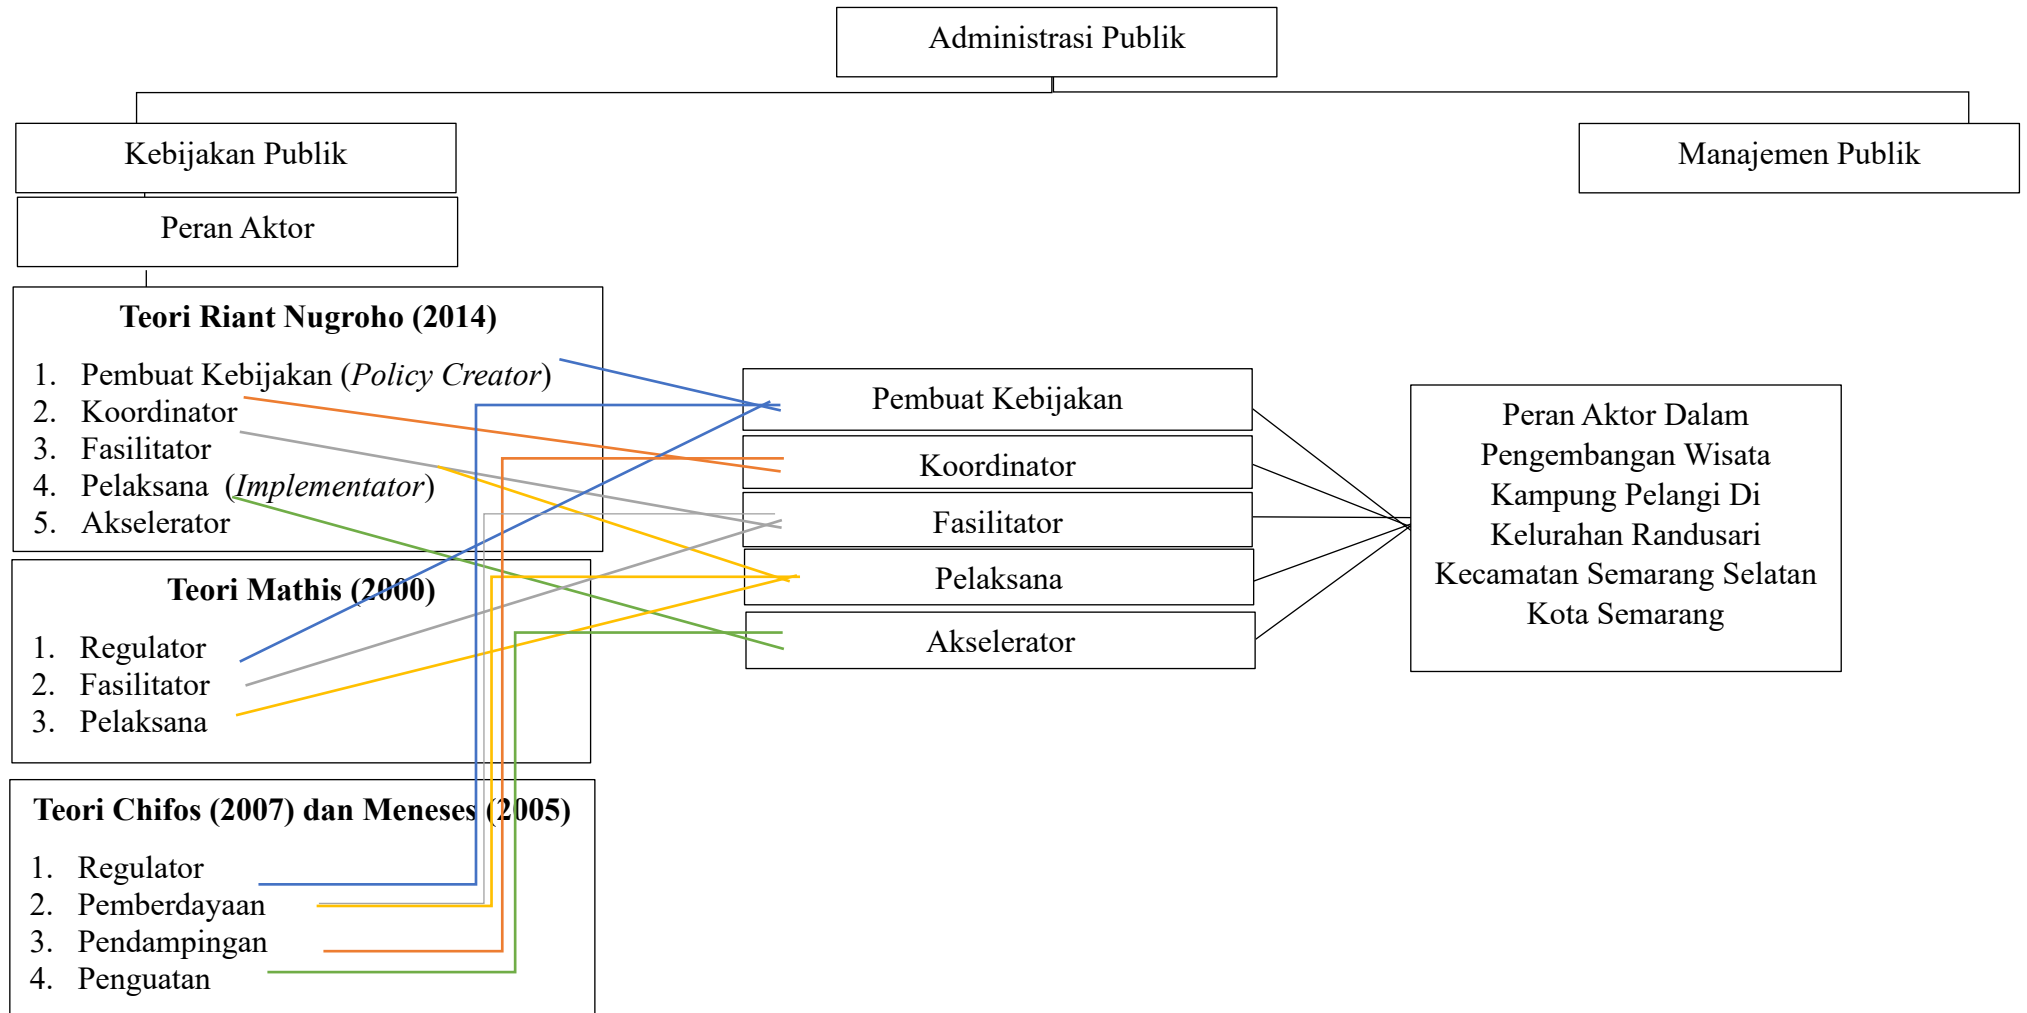 Administrasi Publik
Kebijakan Publik
Manajemen Publik
Peran Aktor
Teori Riant Nugroho (2014)
1. Pembuat Kebijakan (Policy Creator)
2. Koordinator
3. Fasilitator
4. Pelaksana (Implementator)
5. Akselerator
Teori Mathis (2000)
1. Regulator
2. Fasilitator
3. Pelaksana
Teori Chifos (2007) dan Meneses (2005)
1. Regulator
2. Pemberdayaan
3. Pendampingan
4. Penguatan
Pembuat Kebijakan
Koordinator
Fasilitator
Pelaksana
Akselerator
Peran Aktor Dalam
Pengembangan Wisata
Kampung Pelangi Di
Kelurahan Randusari
Kecamatan Semarang Selatan
Kota Semarang